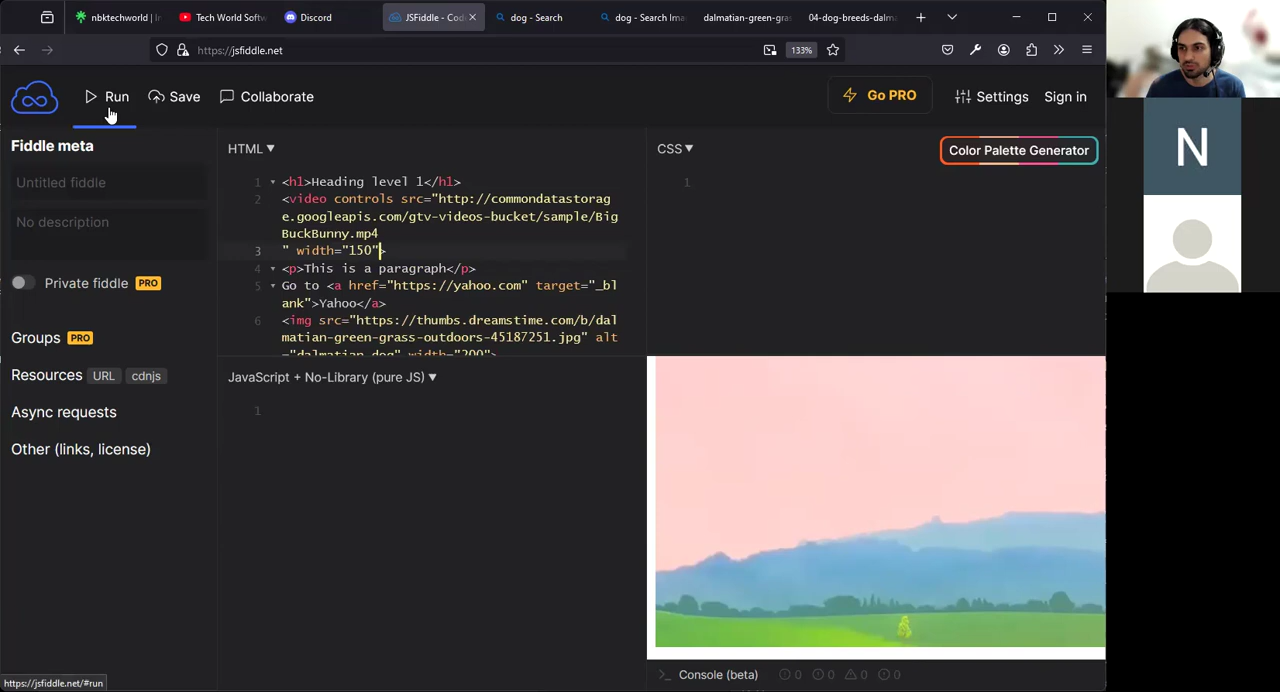 nbktechworld | In
Tech World Softw
Discord
JSFiddle - Cod
dog - Search
dog - Search Ima
dalmatian-green-gras
04-dog-breeds-dalm
https://jsfiddle.net
133%
Run
Save
Collaborate
Go PRO
Settings
Sign in
Fiddle meta
Untitled fiddle
No description
Private fiddle PRO
Groups PRO
Resources URL cdnjs
Async requests
Other (links, license)
HTML
1 <h1>Heading level 1</h1>
2 <video controls src="http://commondatastorag
e.googleapis.com/gtv-videos-bucket/sample/Big
BuckBunny.mp4
3 " width="150">
4 <p>This is a paragraph</p>
5 Go to <a href="https://yahoo.com" target="_bl
ank">Yahoo</a>
6 <img src="https://thumbs.dreamstime.com/b/dal
matian-green-grass-outdoors-45187251.jpg" alt
="dalmatian dog" width="200">
CSS
1
Color Palette Generator
JavaScript + No-Library (pure JS)
1
N
Console (beta)
0 0 0 0
https://jsfiddle.net/#run